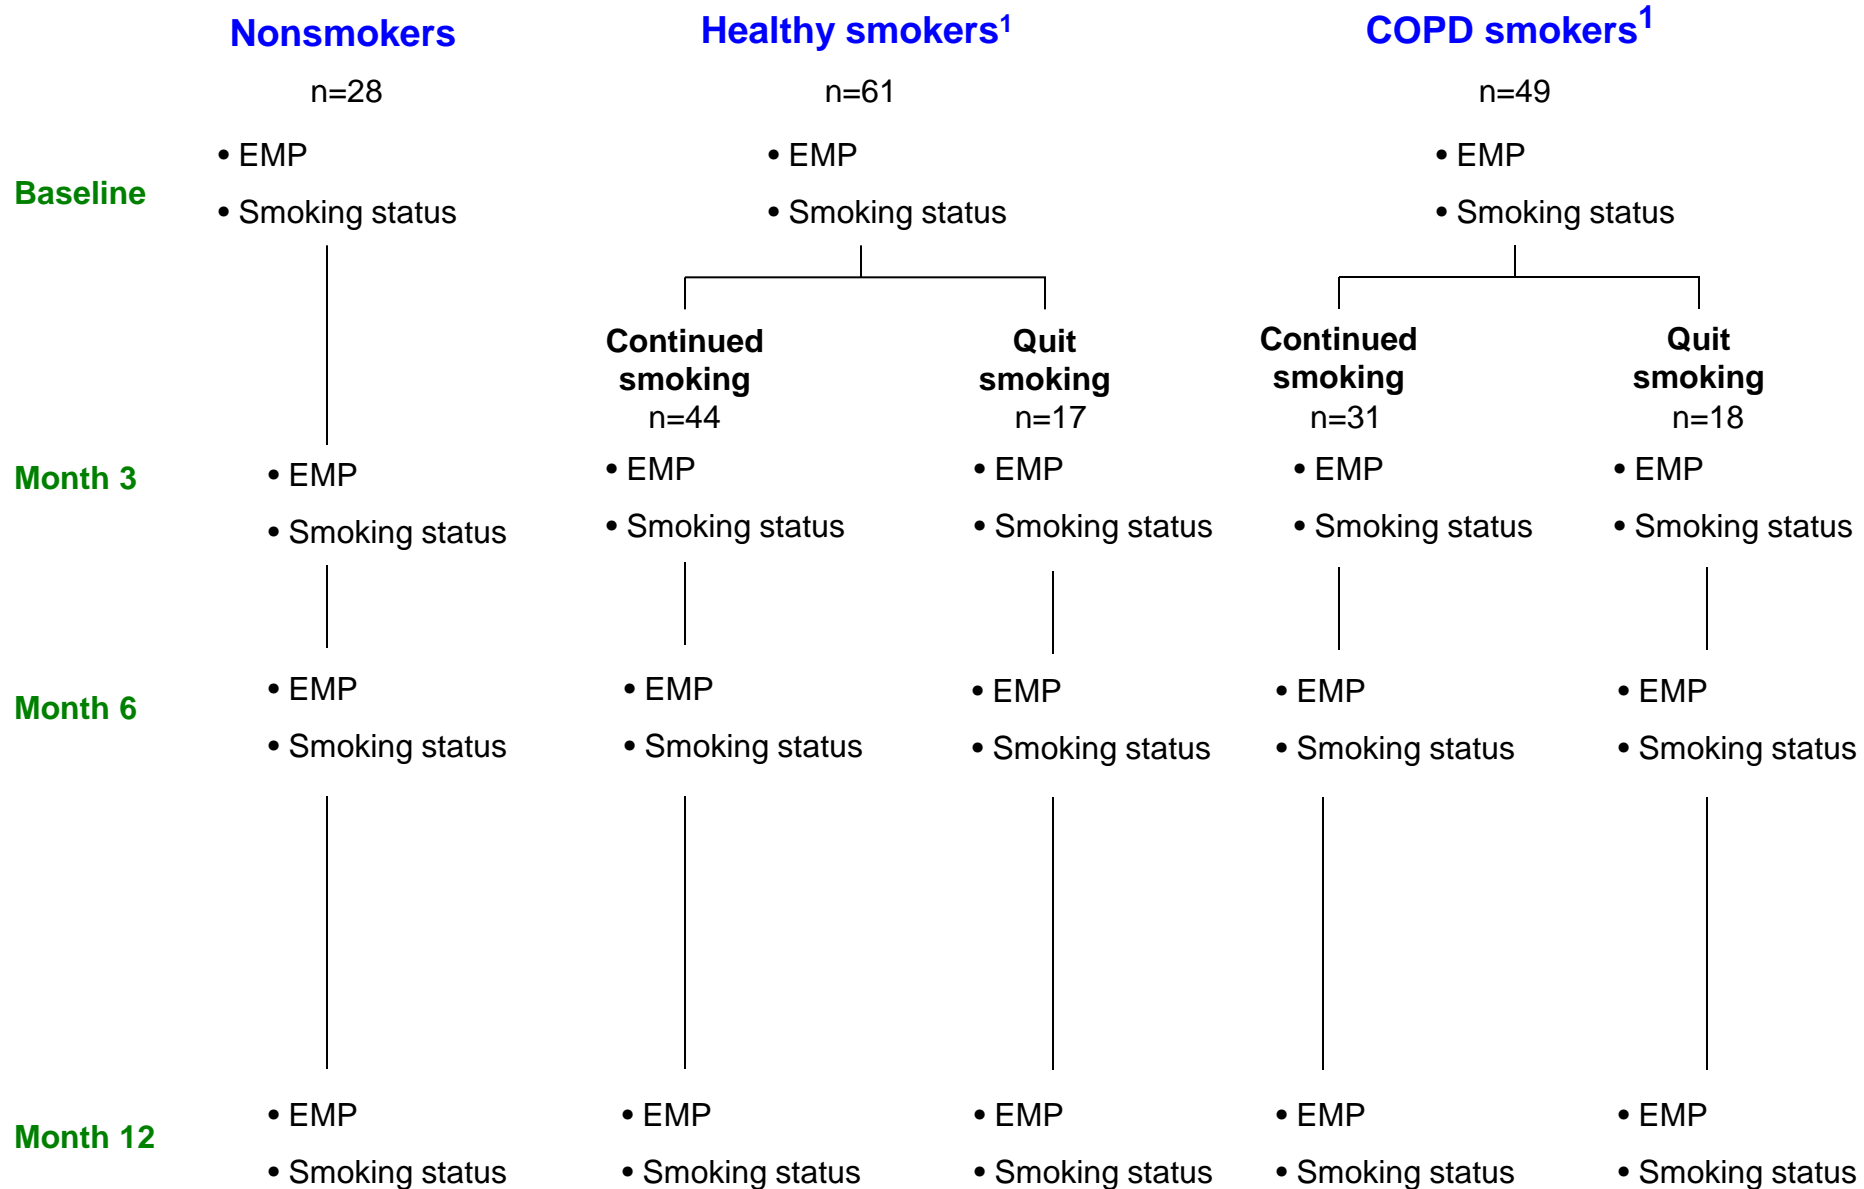 Nonsmokers Healthy smokers¹ COPD smokers¹
n=28 n=61 n=49
Baseline
• EMP • EMP • EMP
• Smoking status • Smoking status • Smoking status
Continued Quit Continued Quit
smoking smoking smoking smoking
n=44 n=17 n=31 n=18
Month 3
• EMP • EMP • EMP • EMP • EMP
• Smoking status • Smoking status • Smoking status • Smoking status • Smoking status
Month 6
• EMP • EMP • EMP • EMP • EMP
• Smoking status • Smoking status • Smoking status • Smoking status • Smoking status
Month 12
• EMP • EMP • EMP • EMP • EMP
• Smoking status • Smoking status • Smoking status • Smoking status • Smoking status